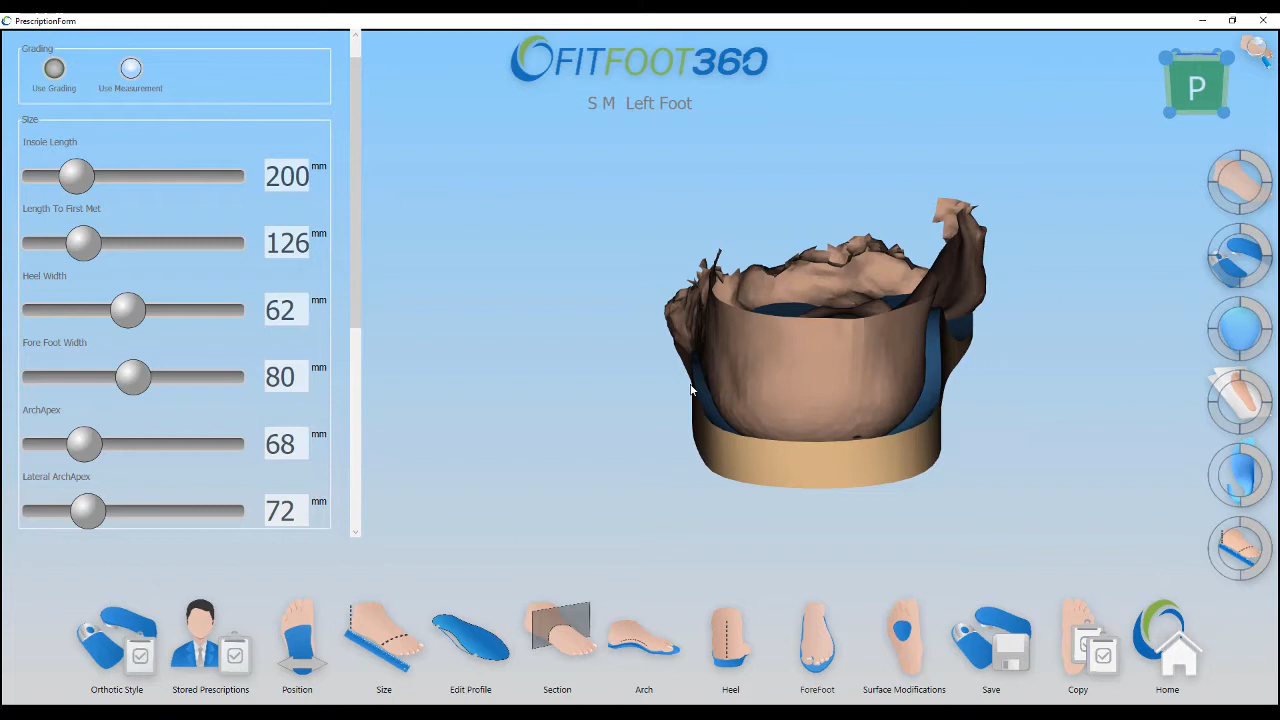 PrescriptionForm
Grading
Use Grading
Use Measurement
Size
Insole Length
200 mm
Length To First Met
126 mm
Heel Width
62 mm
Fore Foot Width
80 mm
ArchApex
68 mm
Lateral ArchApex
72 mm
FITFOOT360
S M Left Foot
P
Orthotic Style
Stored Prescriptions
Position
Size
Edit Profile
Section
Arch
Heel
ForeFoot
Surface Modifications
Save
Copy
Home